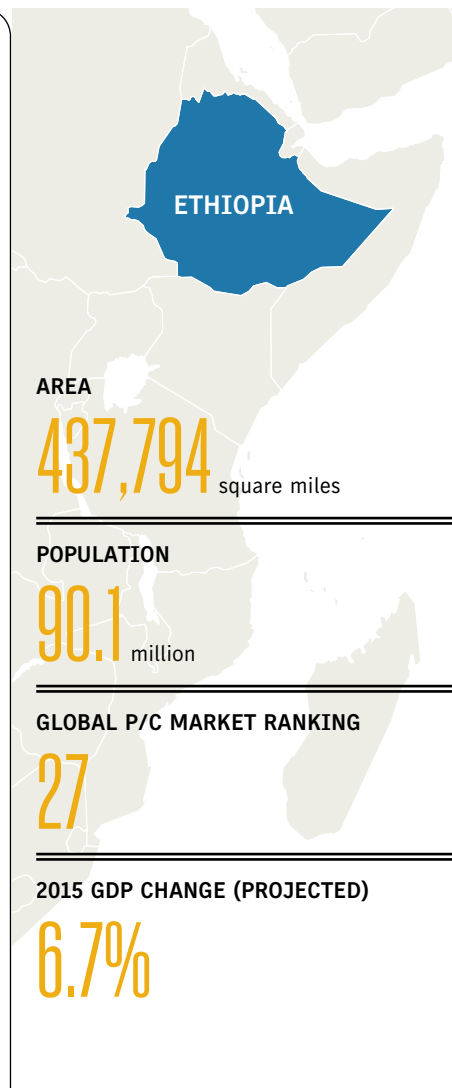 ETHIOPIA
AREA
437,794 square miles
POPULATION
90.1 million
GLOBAL P/C MARKET RANKING
27
2015 GDP CHANGE (PROJECTED)
6.7%